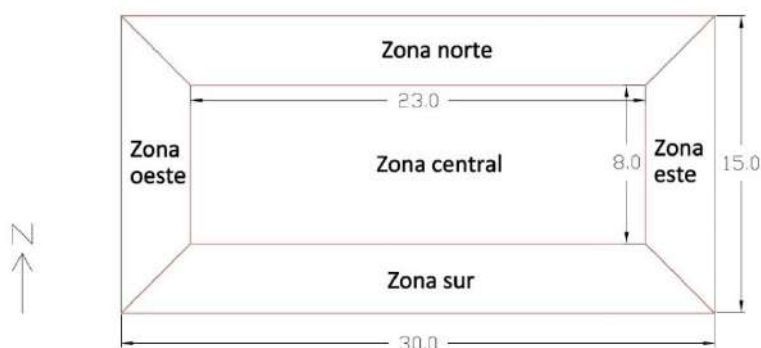 Zona norte
23.0
Zona
oeste
Zona central
8.0
Zona
este
15.0
N
Zona sur
30.0